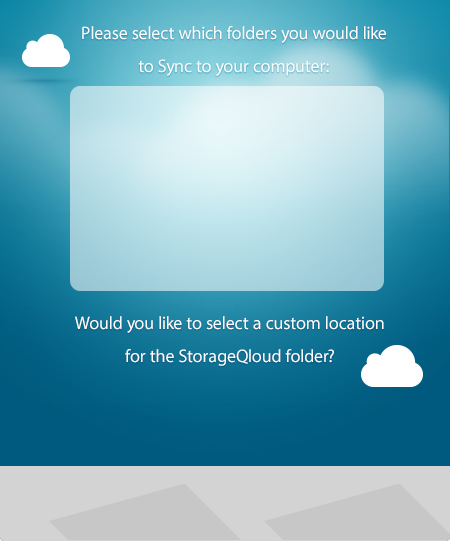 Please select which folders you would like
to Sync to your computer:
Would you like to select a custom location
for the StorageQloud folder?